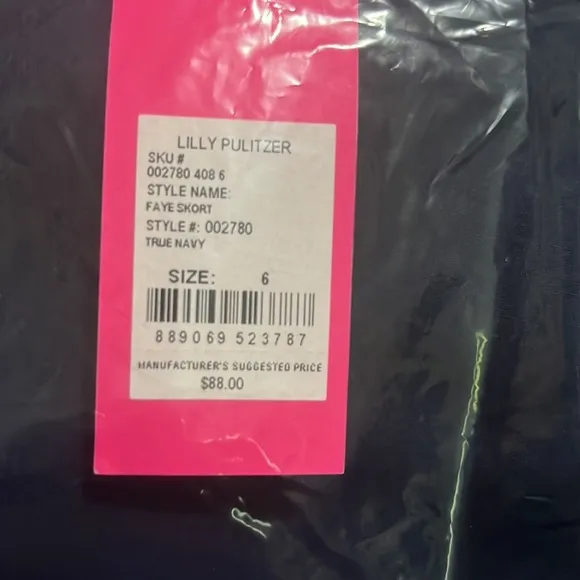 LILLY PULITZER
SKU #
002780 408 6
STYLE NAME:
FAYE SKORT
STYLE #: 002780
TRUE NAVY
SIZE: 6
889069 523787
MANUFACTURER'S SUGGESTED PRICE
$88.00